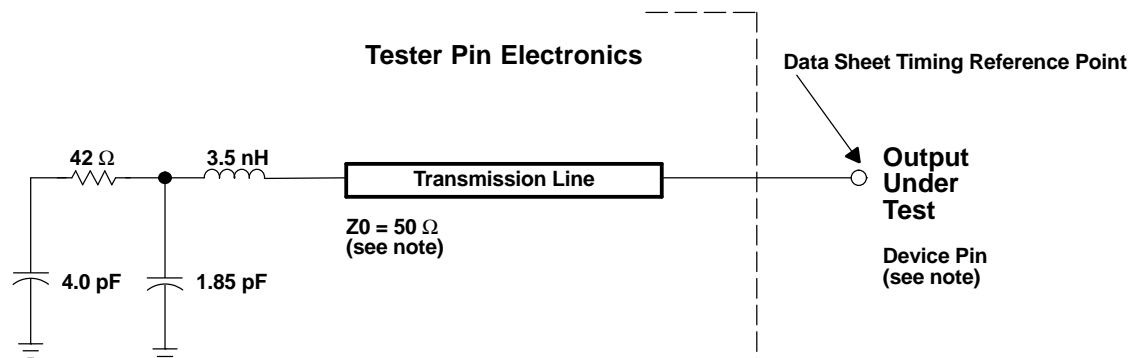 Tester Pin Electronics
Data Sheet Timing Reference Point
42 Ω
3.5 nH
Transmission Line
Output
Under
Test
Z0 = 50 Ω
(see note)
Device Pin
(see note)
4.0 pF
1.85 pF